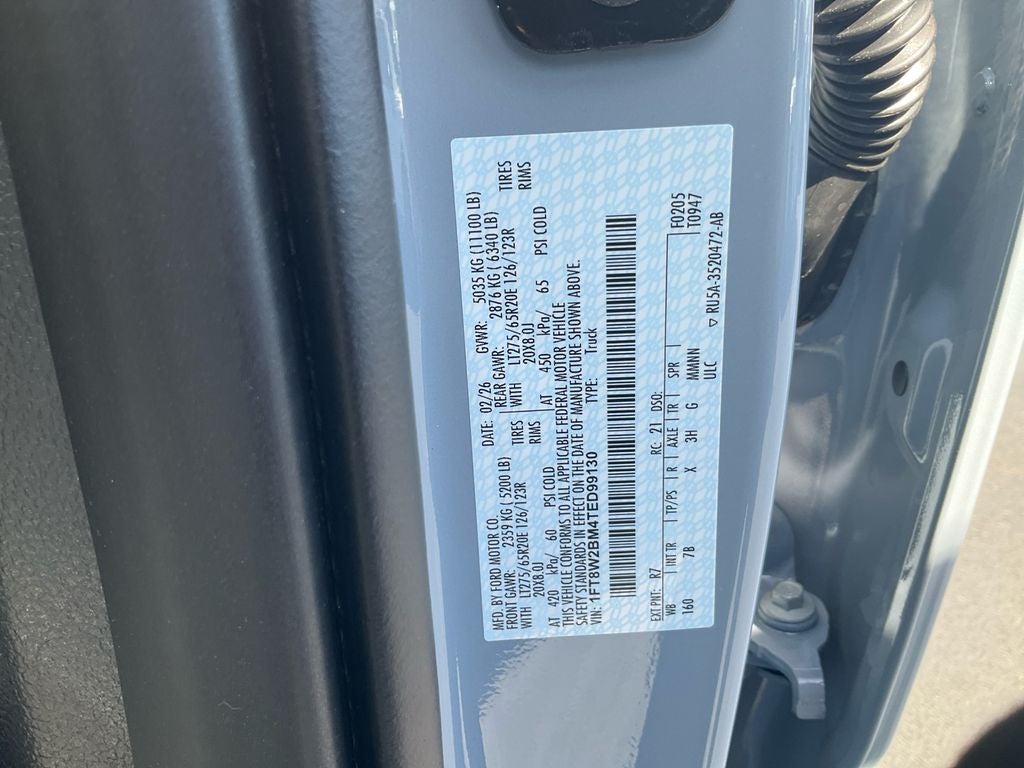 MFD. BY FORD MOTOR CO. DATE: 02/26 GVWR: 5035 KG (11100 LB)
FRONT GAWR: 2359 KG ( 5200 LB) REAR GAWR: 2876 KG ( 6340 LB)
WITH LT275/65R20E 126/123R TIRES WITH LT275/65R20E 126/123R TIRES
20X8.0J RIMS 20X8.0J RIMS
AT 420 kPa/ 60 PSI COLD AT 450 kPa/ 65 PSI COLD
THIS VEHICLE CONFORMS TO ALL APPLICABLE FEDERAL MOTOR VEHICLE
SAFETY STANDARDS IN EFFECT ON THE DATE OF MANUFACTURE SHOWN ABOVE.
VIN: 1FT8W2BM4TED99130 TYPE: Truck
EXT PNT: R7 RC: 21 DSO: F0205
WB INT TR TP/PS R AXLE TR SPR T0947
160 7B X 3H G MMMN
ULC ▽ RU5A-3520472-AB